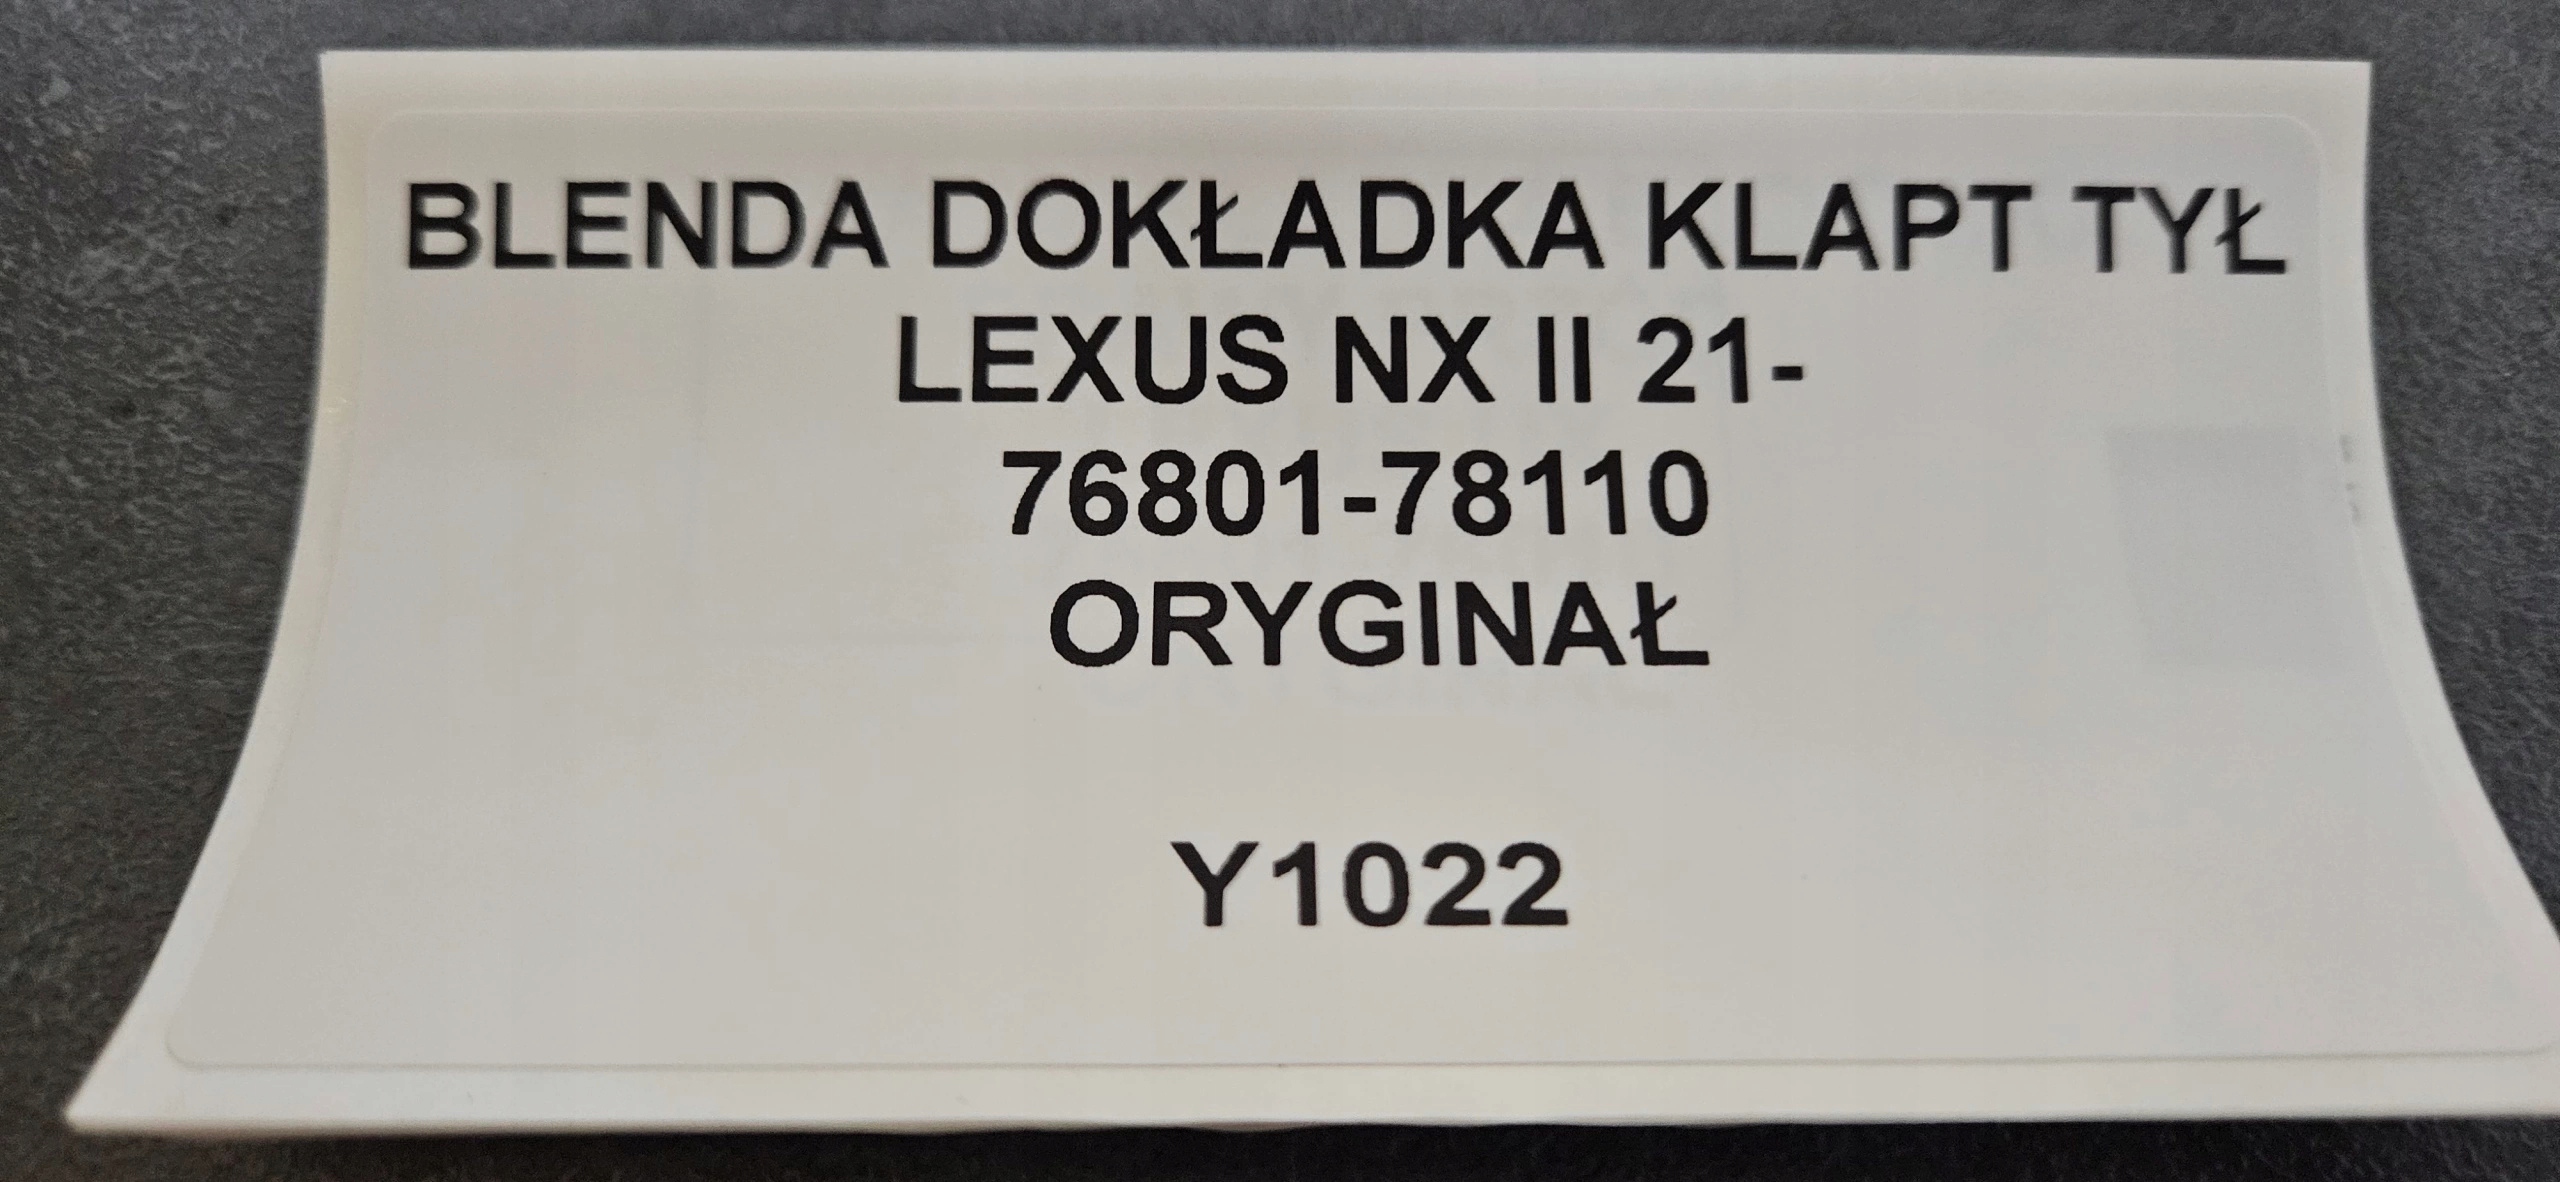 BLENDA DOKŁADKA KLAPT TYŁ
LEXUS NX II 21-
76801-78110
ORYGINAŁ
Y1022